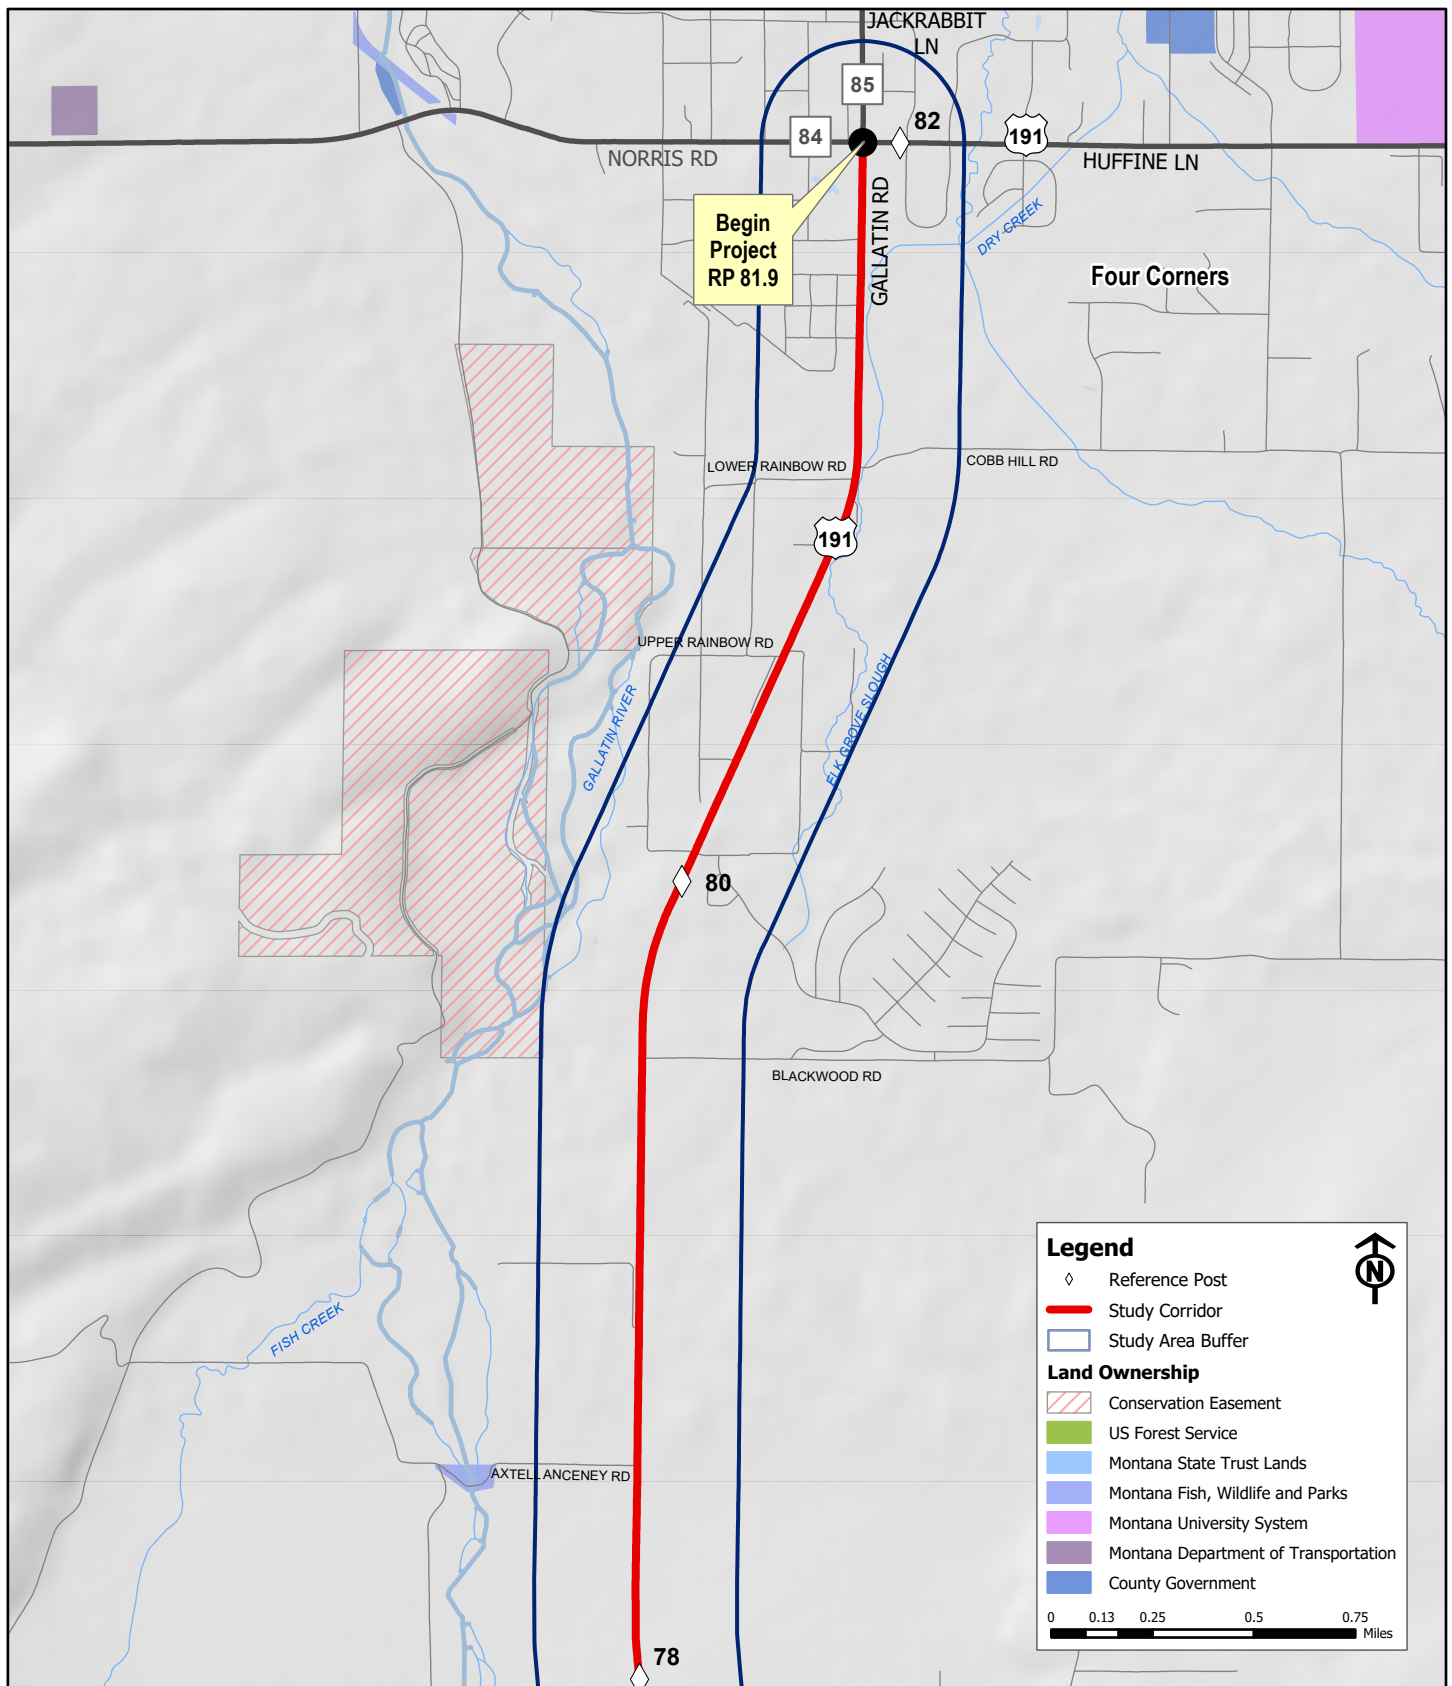 JACKRABBIT
LN
85
82
84
191
NORRIS RD
HUFFINE LN
Begin
Project
RP 81.9
GALLATIN RD
DRY CREEK
Four Corners
LOWER RAINBOW RD
COBB HILL RD
191
UPPER RAINBOW RD
GALLATIN RIVER
ELK GROVE SLOUGH
80
BLACKWOOD RD
FISH CREEK
AXTELL ANCENEY RD
78
Legend
N
Reference Post
Study Corridor
Study Area Buffer
Land Ownership
Conservation Easement
US Forest Service
Montana State Trust Lands
Montana Fish, Wildlife and Parks
Montana University System
Montana Department of Transportation
County Government
0 0.13 0.25 0.5 0.75
Miles